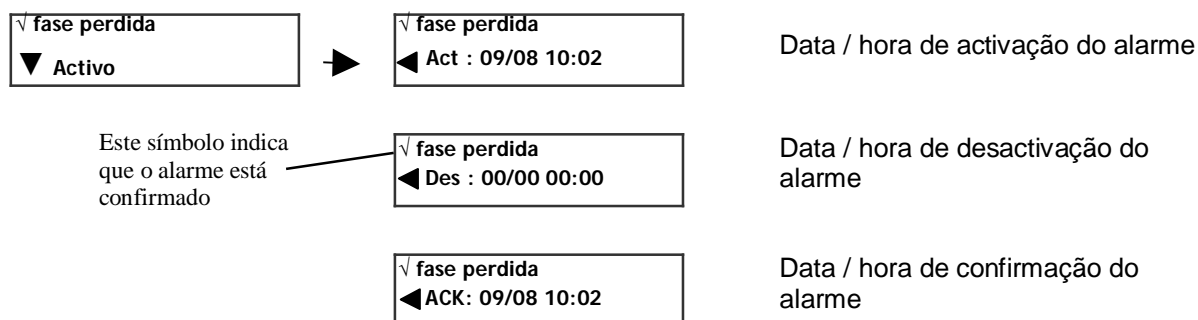 √ fase perdida
▼ Activo
√ fase perdida
◀ Act : 09/08 10:02
Data / hora de activação do alarme
Este símbolo indica
que o alarme está
confirmado
√ fase perdida
◀ Des : 00/00 00:00
Data / hora de desactivação do
alarme
√ fase perdida
◀ ACK: 09/08 10:02
Data / hora de confirmação do
alarme